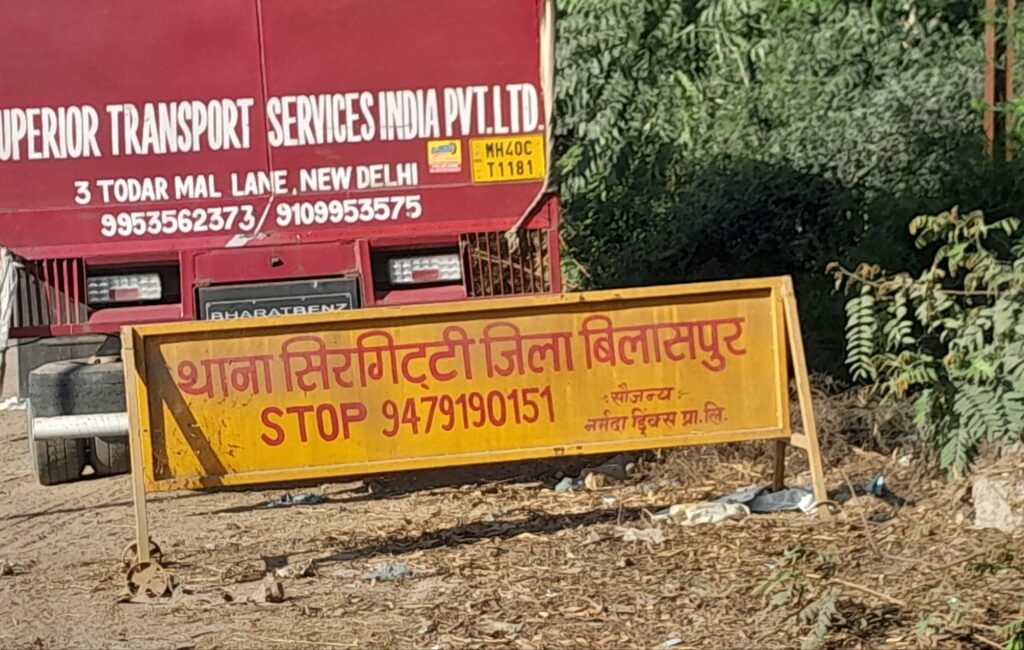 SUPERIOR TRANSPORT SERVICES INDIA PVT.LTD.
MH40C
T1181
3 TODAR MAL LANE, NEW DELHI
9953562373/9109953575
BHARATBENZ
थाना सिरगिट्टी जिला बिलासपुर
STOP 9479190151
:सौजन्य:
नर्मदा ड्रिंक्स प्रा.लि.